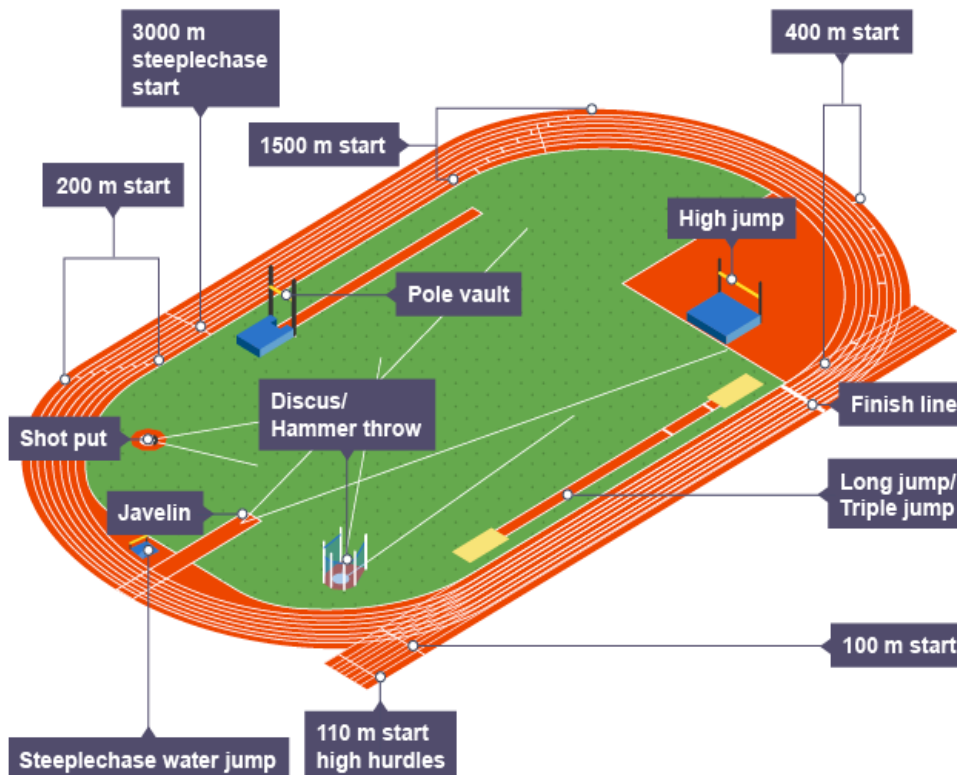 3000 m
steeplechase
start
400 m start
1500 m start
200 m start
High jump
Pole vault
Discus/
Hammer throw
Finish line
Shot put
Long jump/
Triple jump
Javelin
100 m start
110 m start
high hurdles
Steeplechase water jump